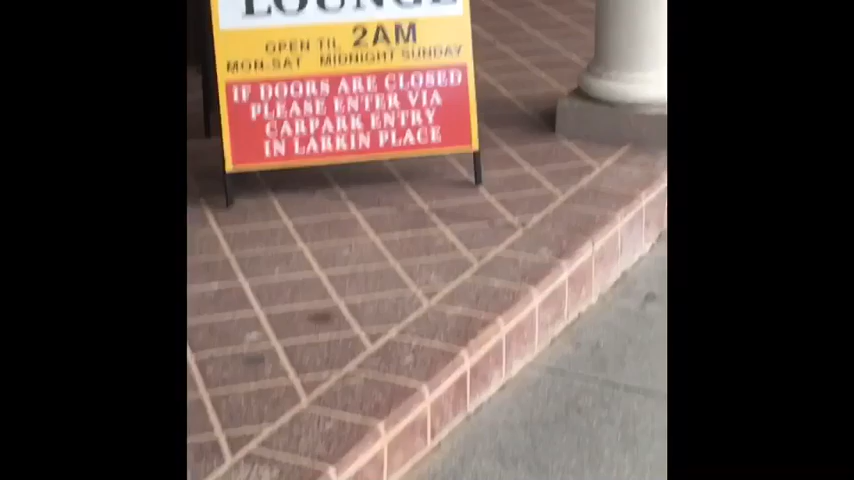 LOUNGE
OPEN TIL 2AM
MON-SAT MIDNIGHT SUNDAY
IF DOORS ARE CLOSED
PLEASE ENTER VIA
CARPARK ENTRY
IN LARKIN PLACE